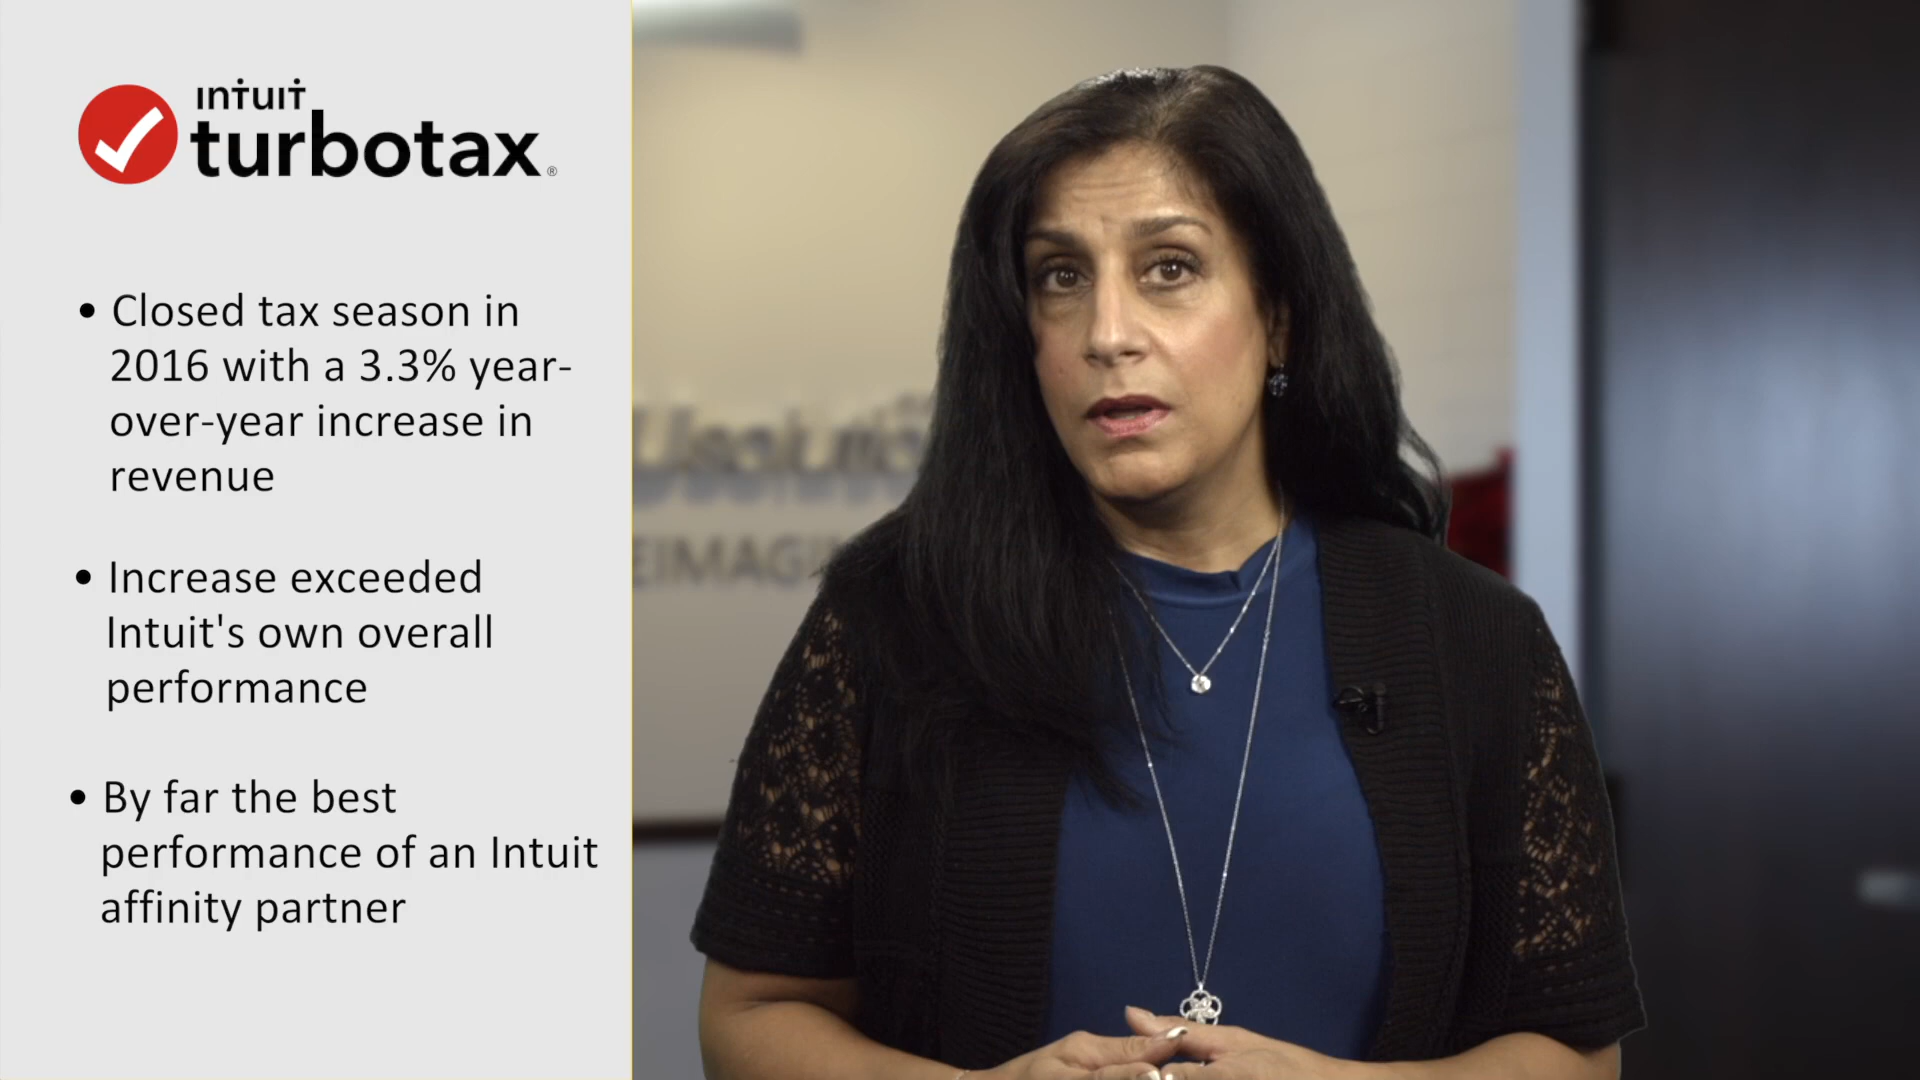 intuit
turbotax®
• Closed tax season in
2016 with a 3.3% year-
over-year increase in
revenue
• Increase exceeded
Intuit's own overall
performance
• By far the best
performance of an Intuit
affinity partner